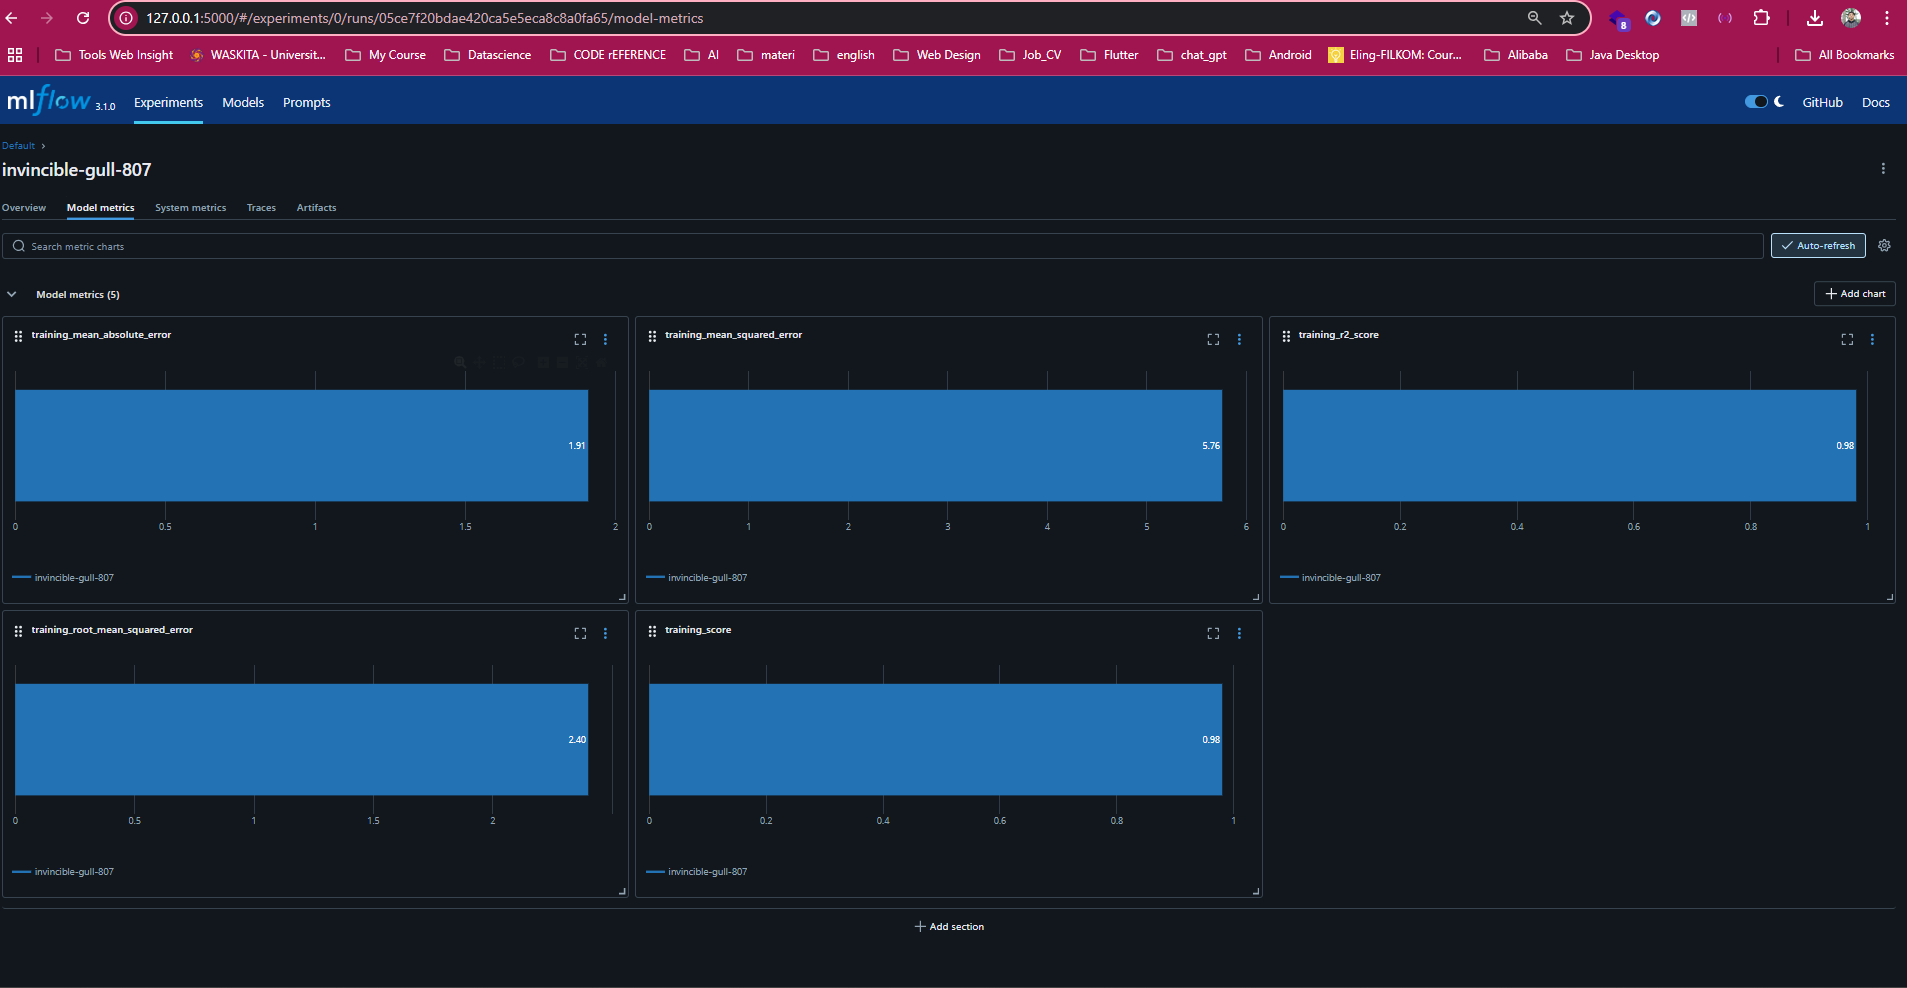 127.0.0.1:5000/#/experiments/0/runs/05ce7f20bdae420ca5e5eca8c8a0fa65/model-metrics
8
Tools Web Insight WASKITA - Universit... My Course Datascience CODE rEFERENCE AI materi english Web Design Job_CV Flutter chat_gpt Android Eling-FILKOM: Cour... Alibaba Java Desktop All Bookmarks
mlflow 3.1.0 Experiments Models Prompts GitHub Docs
Default
invincible-gull-807
Overview Model metrics System metrics Traces Artifacts
Search metric charts Auto-refresh
Model metrics (5) Add chart
training_mean_absolute_error
1.91
0 0.5 1 1.5 2
invincible-gull-807
training_mean_squared_error
5.76
0 1 2 3 4 5 6
invincible-gull-807
training_r2_score
0.98
0 0.2 0.4 0.6 0.8 1
invincible-gull-807
training_root_mean_squared_error
2.40
0 0.5 1 1.5 2
invincible-gull-807
training_score
0.98
0 0.2 0.4 0.6 0.8 1
invincible-gull-807
Add section